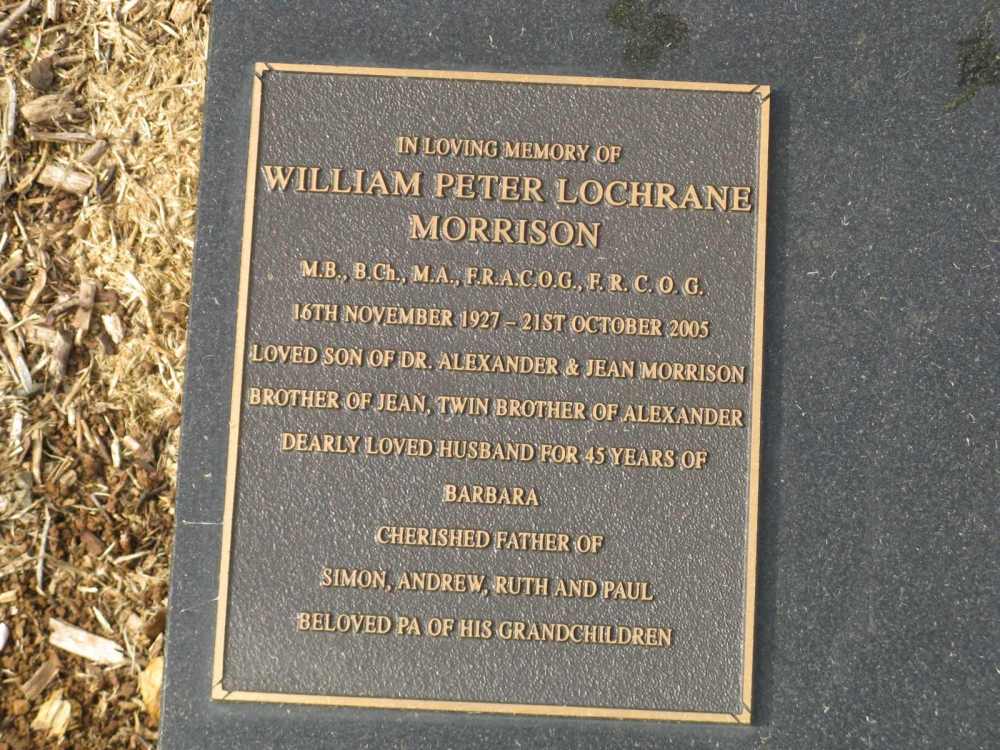 IN LOVING MEMORY OF
WILLIAM PETER LOCHRANE
MORRISON
M.B., B.Ch., M.A., F.R.A.C.O.G., F. R. C. O. G.
16TH NOVEMBER 1927 – 21ST OCTOBER 2005
LOVED SON OF DR. ALEXANDER & JEAN MORRISON
BROTHER OF JEAN, TWIN BROTHER OF ALEXANDER
DEARLY LOVED HUSBAND FOR 45 YEARS OF
BARBARA
CHERISHED FATHER OF
SIMON, ANDREW, RUTH AND PAUL
BELOVED PA OF HIS GRANDCHILDREN